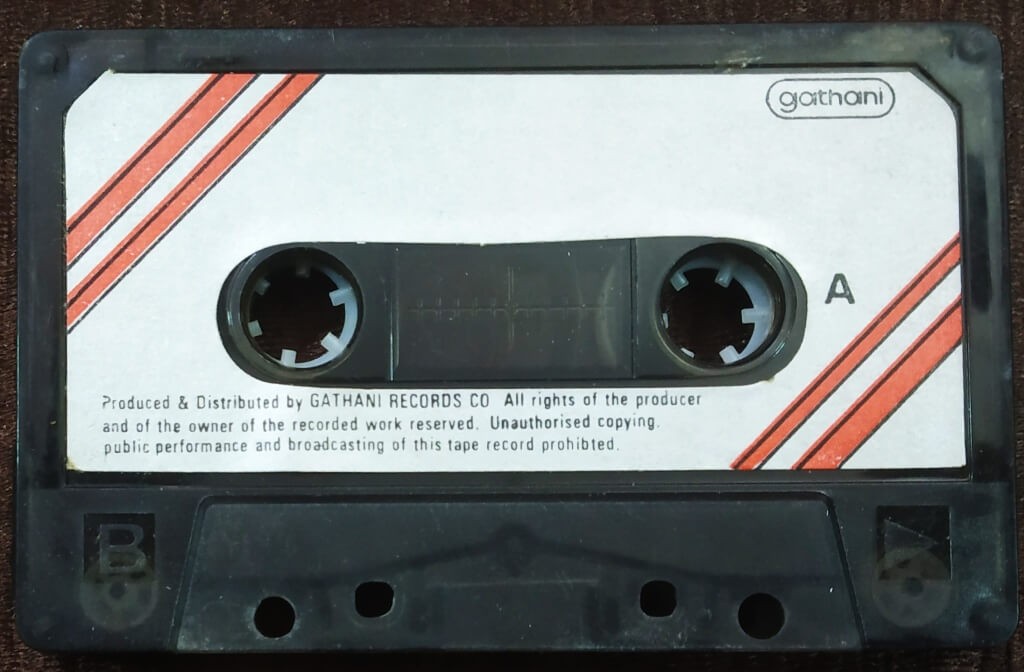 gathani
A
Produced & Distributed by GATHANI RECORDS CO All rights of the producer
and of the owner of the recorded work reserved. Unauthorised copying.
public performance and broadcasting of this tape record prohibted.
B